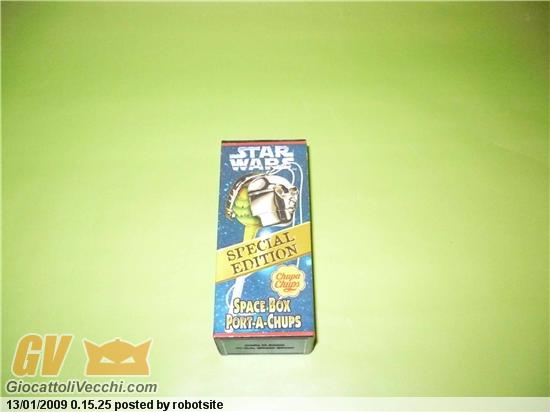 STAR
WARS
SPECIAL
EDITION
Chupa
Chups
SPACE BOX
PORT-A-CHUPS
GV
GiocattoliVecchi.com
13/01/2009 0.15.25 posted by robotsite